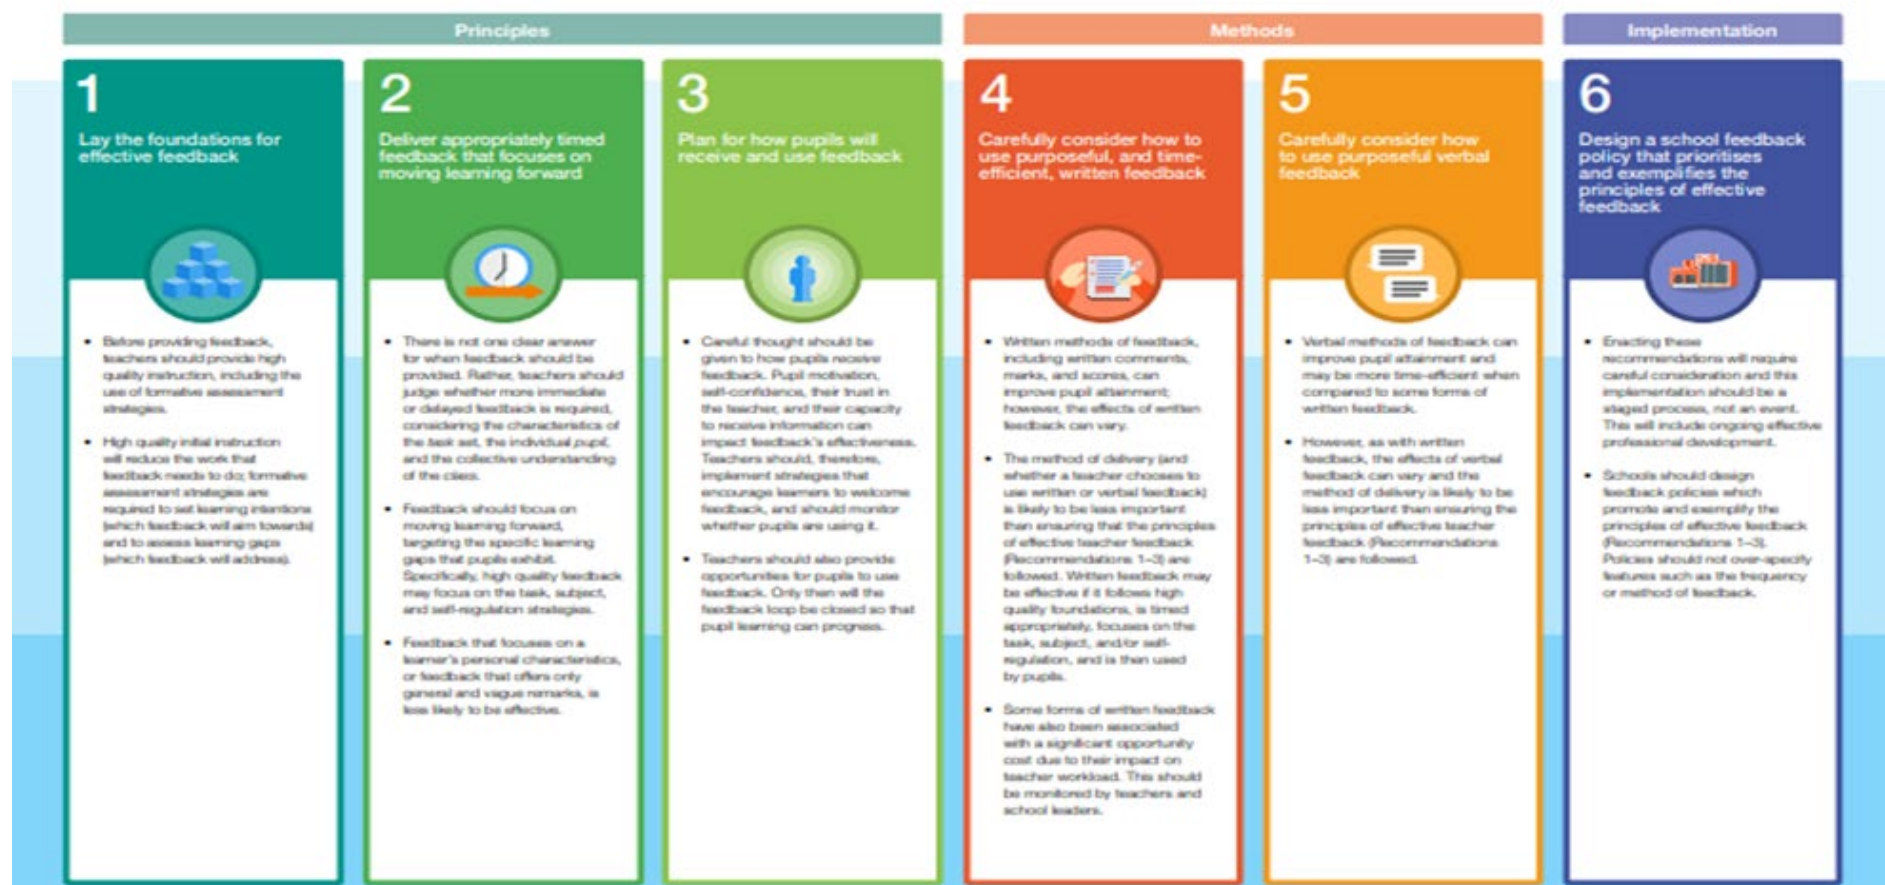 Principles
Methods
Implementation
1
Lay the foundations for
effective feedback
• Before providing feedback,
teachers should provide high
quality instruction, including the
use of formative assessment
strategies.
• High quality initial instruction
will reduce the work that
feedback needs to do; formative
assessment strategies are
required to set learning intentions
(which feedback will aim towards)
and to assess learning gaps
(which feedback will address).
2
Deliver appropriately timed
feedback that focuses on
moving learning forward
• There is not one clear answer
for when feedback should be
provided. Rather, teachers should
judge whether more immediate
or delayed feedback is required,
considering the characteristics of
the task set, the individual pupil,
and the collective understanding
of the class.
• Feedback should focus on
moving learning forward,
targeting the specific learning
gaps that pupils exhibit.
Specifically, high quality feedback
may focus on the task, subject,
and self-regulation strategies.
• Feedback that focuses on a
learner's personal characteristics,
or feedback that offers only
general and vague remarks, is
less likely to be effective.
3
Plan for how pupils will
receive and use feedback
• Careful thought should be
given to how pupils receive
feedback. Pupil motivation,
self-confidence, their trust in
the teacher, and their capacity
to receive information can
impact feedback's effectiveness.
Teachers should, therefore,
implement strategies that
encourage learners to welcome
feedback, and should monitor
whether pupils are using it.
• Teachers should also provide
opportunities for pupils to use
feedback. Only then will the
feedback loop be closed so that
pupil learning can progress.
4
Carefully consider how to
use purposeful, and time-
efficient, written feedback
• Written methods of feedback,
including written comments,
marks, and scores, can
improve pupil attainment;
however, the effects of written
feedback can vary.
• The method of delivery (and
whether a teacher chooses to
use written or verbal feedback)
is likely to be less important
than ensuring that the principles
of effective teacher feedback
(Recommendations 1–3) are
followed. Written feedback may
be effective if it follows high
quality foundations, is timed
appropriately, focuses on the
task, subject, and/or self-
regulation, and is then used
by pupils.
• Some forms of written feedback
have also been associated
with a significant opportunity
cost due to their impact on
teacher workload. This should
be monitored by teachers and
school leaders.
5
Carefully consider how
to use purposeful verbal
feedback
• Verbal methods of feedback can
improve pupil attainment and
may be more time-efficient when
compared to some forms of
written feedback.
• However, as with written
feedback, the effects of verbal
feedback can vary and the
method of delivery is likely to be
less important than ensuring the
principles of effective teacher
feedback (Recommendations
1–3) are followed.
6
Design a school feedback
policy that prioritises
and exemplifies the
principles of effective
feedback
• Enacting these
recommendations will require
careful consideration and this
implementation should be a
staged process, not an event.
This will include ongoing effective
professional development.
• Schools should design
feedback policies which
promote and exemplify the
principles of effective feedback
(Recommendations 1–3).
Policies should not over-specify
features such as the frequency
or method of feedback.